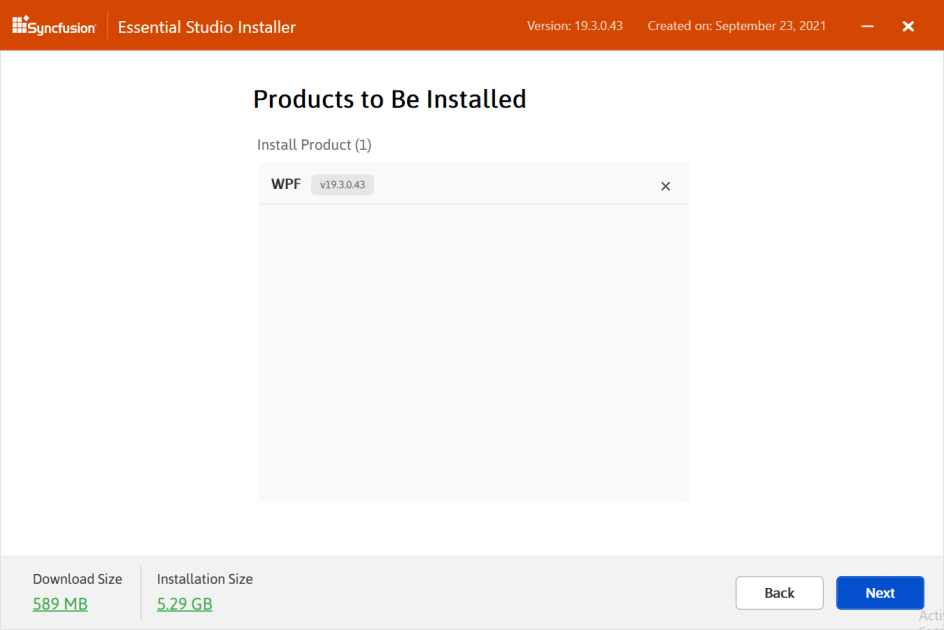 Syncfusion Essential Studio Installer Version: 19.3.0.43 Created on: September 23, 2021
Products to Be Installed
Install Product (1)
WPF v19.3.0.43
Download Size Installation Size
589 MB 5.29 GB
Back Next